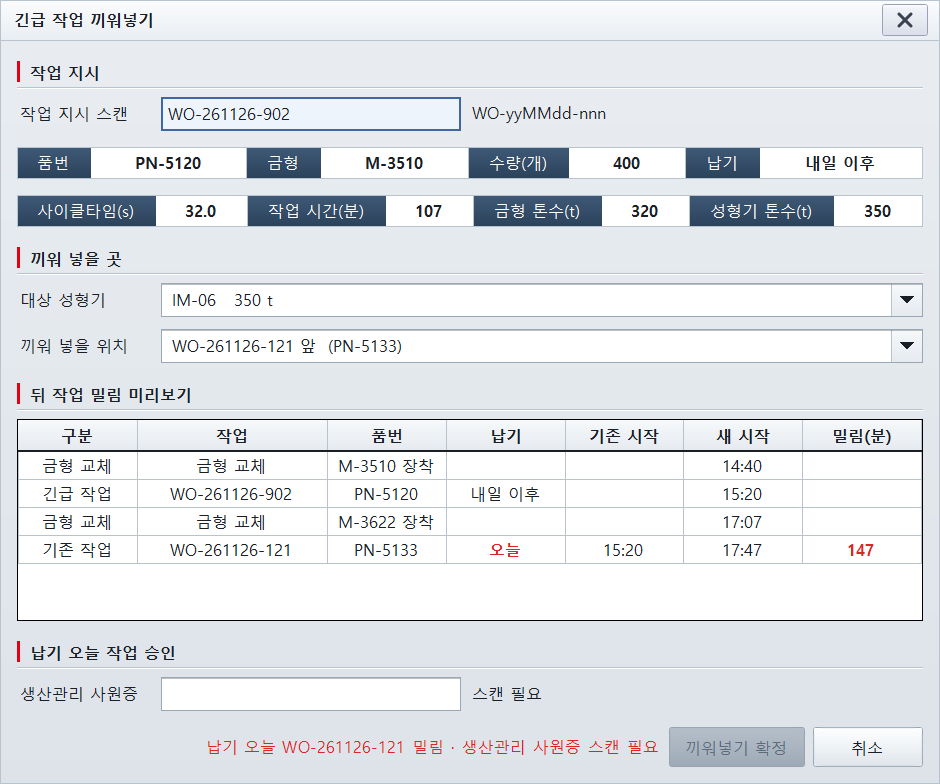 긴급 작업 끼워넣기
작업 지시
작업 지시 스캔 WO-261126-902 WO-yyMMdd-nnn
품번 PN-5120 금형 M-3510 수량(개) 400 납기 내일 이후
사이클타임(s) 32.0 작업 시간(분) 107 금형 톤수(t) 320 성형기 톤수(t) 350
끼워 넣을 곳
대상 성형기 IM-06 350 t
끼워 넣을 위치 WO-261126-121 앞 (PN-5133)
뒤 작업 밀림 미리보기
구분 작업 품번 납기 기존 시작 새 시작 밀림(분)
금형 교체 금형 교체 M-3510 장착 14:40
긴급 작업 WO-261126-902 PN-5120 내일 이후 15:20
금형 교체 금형 교체 M-3622 장착 17:07
기존 작업 WO-261126-121 PN-5133 오늘 15:20 17:47 147
납기 오늘 작업 승인
생산관리 사원증 스캔 필요
납기 오늘 WO-261126-121 밀림 · 생산관리 사원증 스캔 필요 끼워넣기 확정 취소